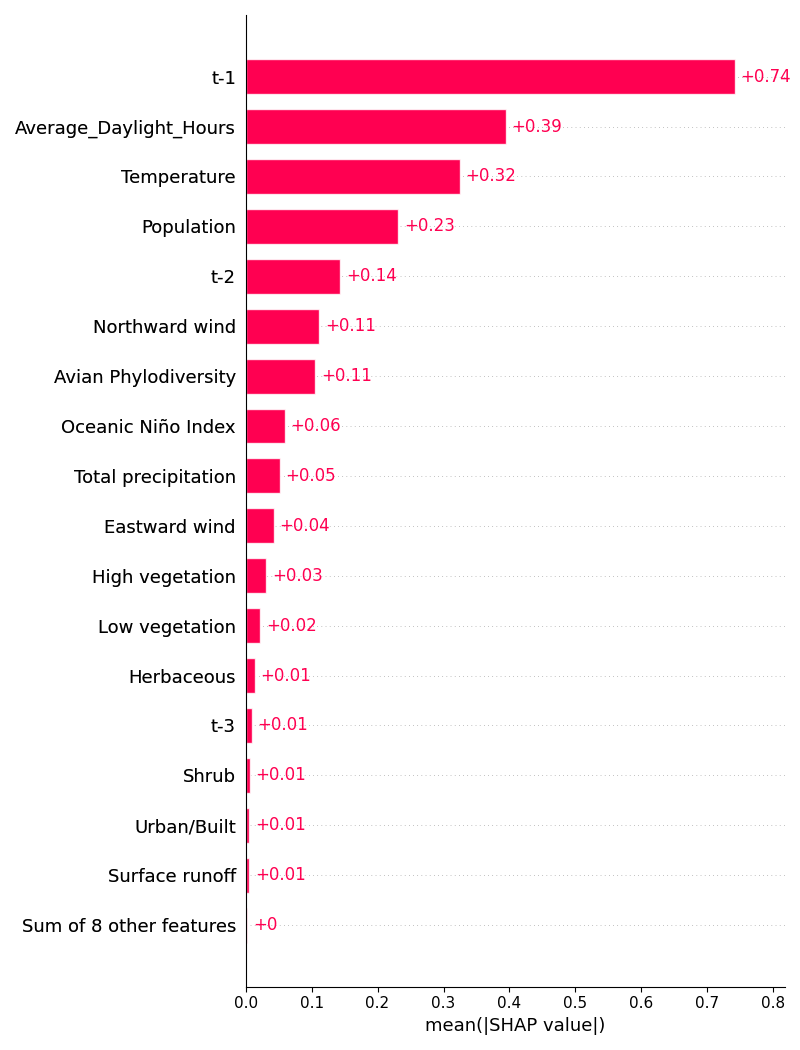 t-1 +0.74
Average_Daylight_Hours +0.39
Temperature +0.32
Population +0.23
t-2 +0.14
Northward wind +0.11
Avian Phylodiversity +0.11
Oceanic Niño Index +0.06
Total precipitation +0.05
Eastward wind +0.04
High vegetation +0.03
Low vegetation +0.02
Herbaceous +0.01
t-3 +0.01
Shrub +0.01
Urban/Built +0.01
Surface runoff +0.01
Sum of 8 other features +0
0.0 0.1 0.2 0.3 0.4 0.5 0.6 0.7 0.8
mean(|SHAP value|)